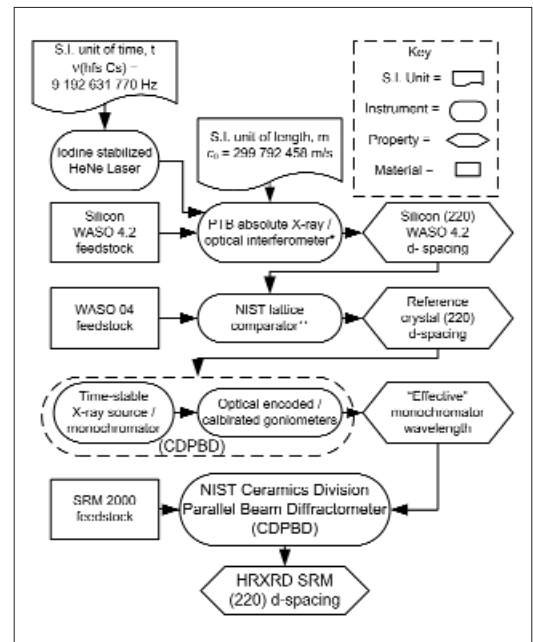 S.I. unit of time, t
ν(hfs Cs) –
9 192 631 770 Hz
Key
S.I. Unit =
Instrument =
Property =
Material –
S.I. unit of length, m
c₀ = 299 792 458 m/s
Iodine stabilized
HeNe Laser
Silicon
WASO 4.2
feedstock
PTB absolute X-ray /
optical interferometer*
Silicon (220)
WASO 4.2
d- spacing
WASO 04
feedstock
NIST lattice
comparator**
Reference
crystal (220)
d-spacing
Time-stable
X-ray source /
monochromator
Optical encoded /
calbirated goniometers
(CDPBD)
"Effective"
monochromator
wavelength
SRM 2000
feedstock
NIST Ceramics Division
Parallel Beam Diffractometer
(CDPBD)
HRXRD SRM
(220) d-spacing